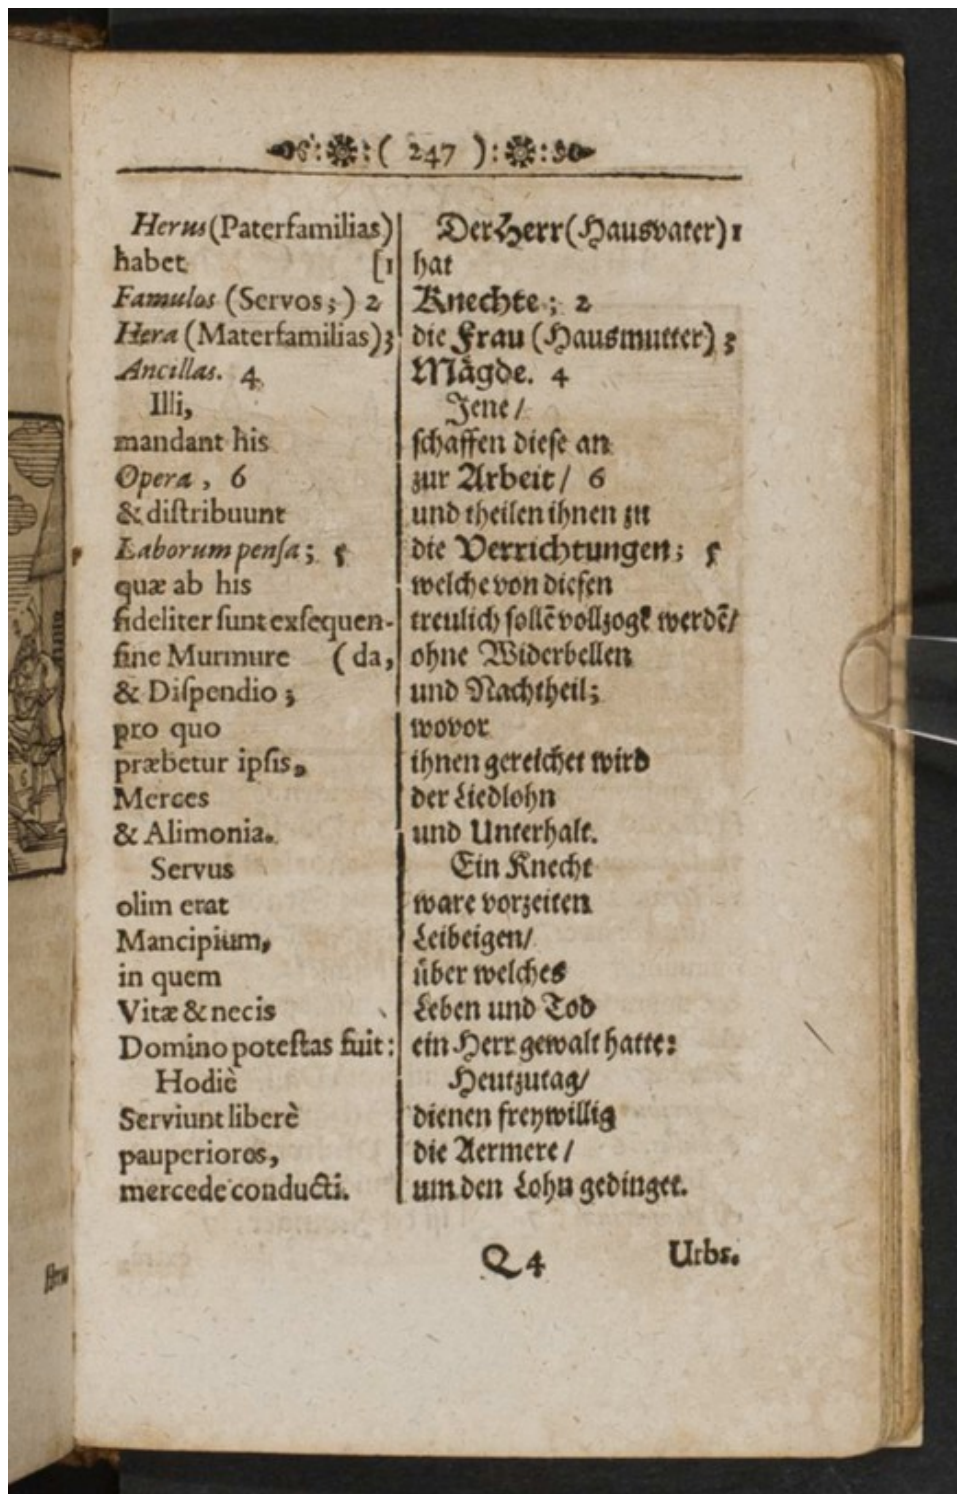 ( 247 )
Herus (Paterfamilias)
habet [1
Famulos (Servos;) 2
Hera (Materfamilias) 3
Ancillas. 4
Illi,
mandant his
Opera, 6
& distribuunt
Laborum pensa; 5
quæ ab his
fideliter sunt exsequen-
sine Murmure (da,
& Dispendio;
pro quo
præbetur ipsis,
Merces
& Alimonia.
Servus
olim erat
Mancipium,
in quem
Vitæ & necis
Domino potestas fuit:
Hodiè
Serviunt liberè
pauperiores,
mercede conducti.
Der Herr (Hausvater) 1
hat
Knechte; 2
die Frau (Hausmutter) 3
Mägde. 4
Jene /
schaffen diese an
zur Arbeit / 6
und theilen ihnen zu
die Verrichtungen; 5
welche von diesen
treulich sollẽ vollzogẽ werdẽ/
ohne Widerbellen
und Nachtheil;
wovor
ihnen gereichet wird
der Liedlohn
und Unterhalt.
Ein Knecht
ware vorzeiten
Leibeigen/
über welches
Leben und Tod
ein Herr gewalt hatte:
Heutzutag/
dienen freywillig
die Aermere /
um den Lohn gedinget.
Q 4 Urbs.